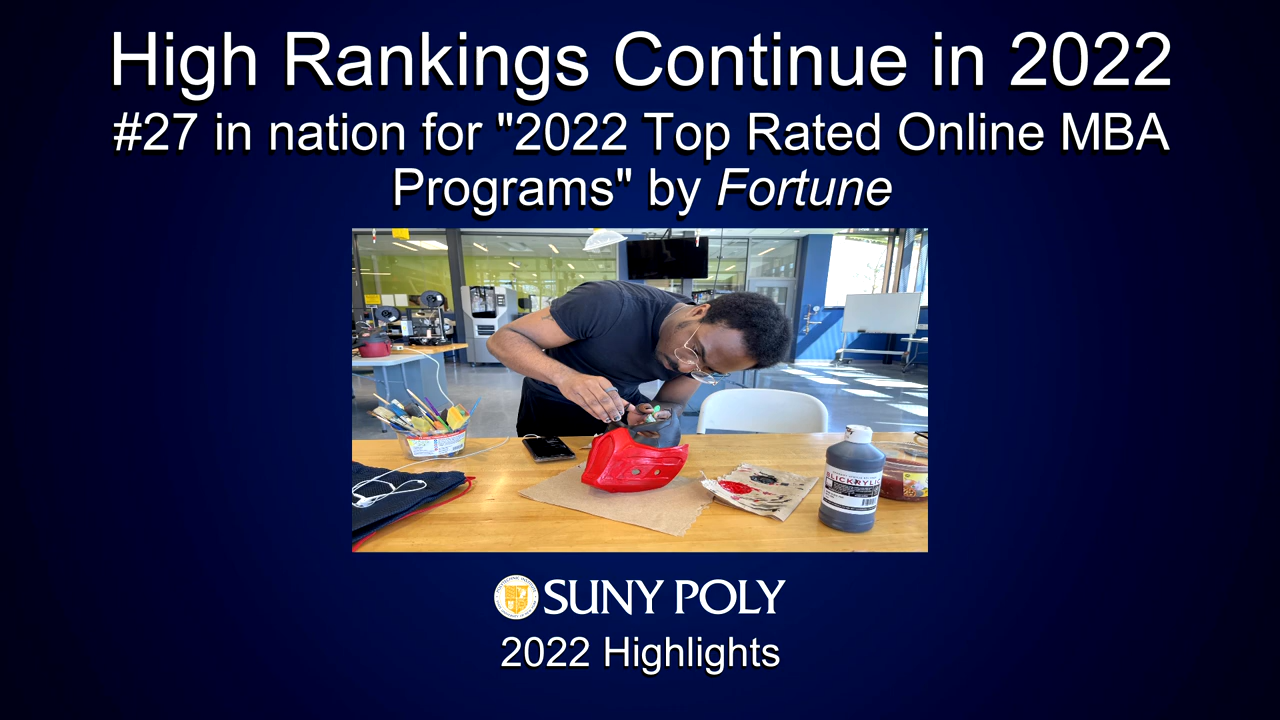 High Rankings Continue in 2022
#27 in nation for "2022 Top Rated Online MBA
Programs" by Fortune
BLICKRYLIC
SUNY POLY
2022 Highlights